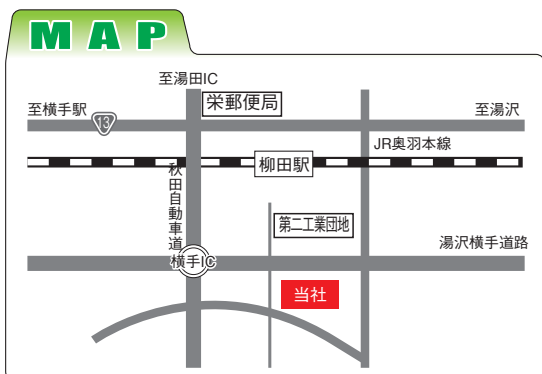 MAP
至湯田IC
栄郵便局
至横手駅
13
至湯沢
JR奥羽本線
柳田駅
秋田自動車道
第二工業団地
湯沢横手道路
横手IC
当社